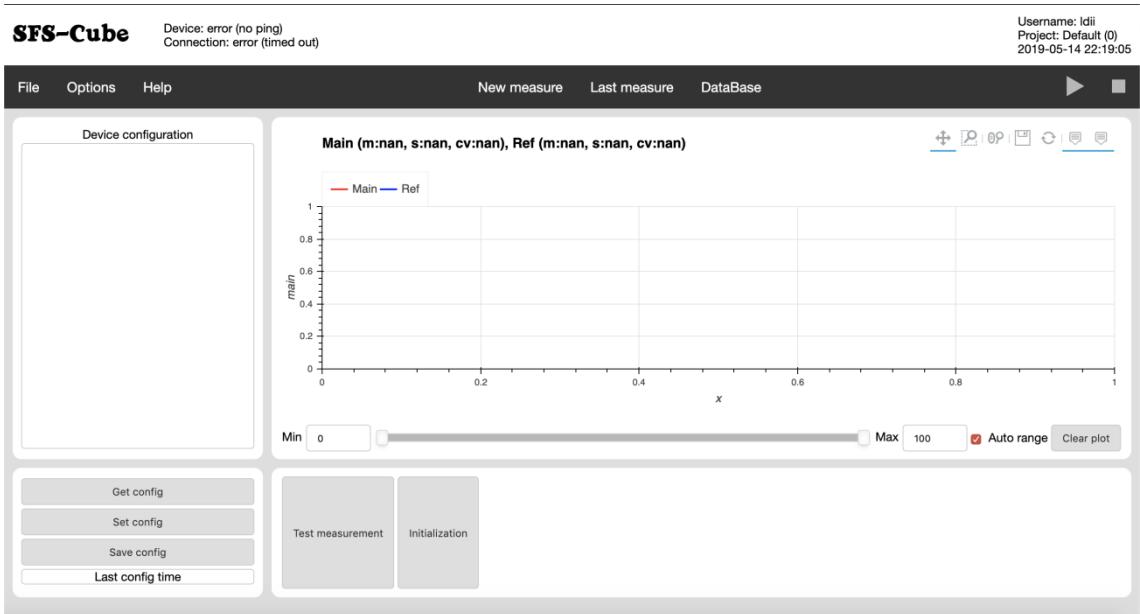 SFS-Cube
Device: error (no ping)
Connection: error (timed out)
Username: ldii
Project: Default (0)
2019-05-14 22:19:05
File Options Help New measure Last measure DataBase
Device configuration
Main (m:nan, s:nan, cv:nan), Ref (m:nan, s:nan, cv:nan)
Main Ref
1
0.8
0.6
0.4
0.2
0
main
0 0.2 0.4 0.6 0.8 1
x
Min 0 Max 100 Auto range Clear plot
Get config
Set config
Save config
Last config time
Test measurement Initialization